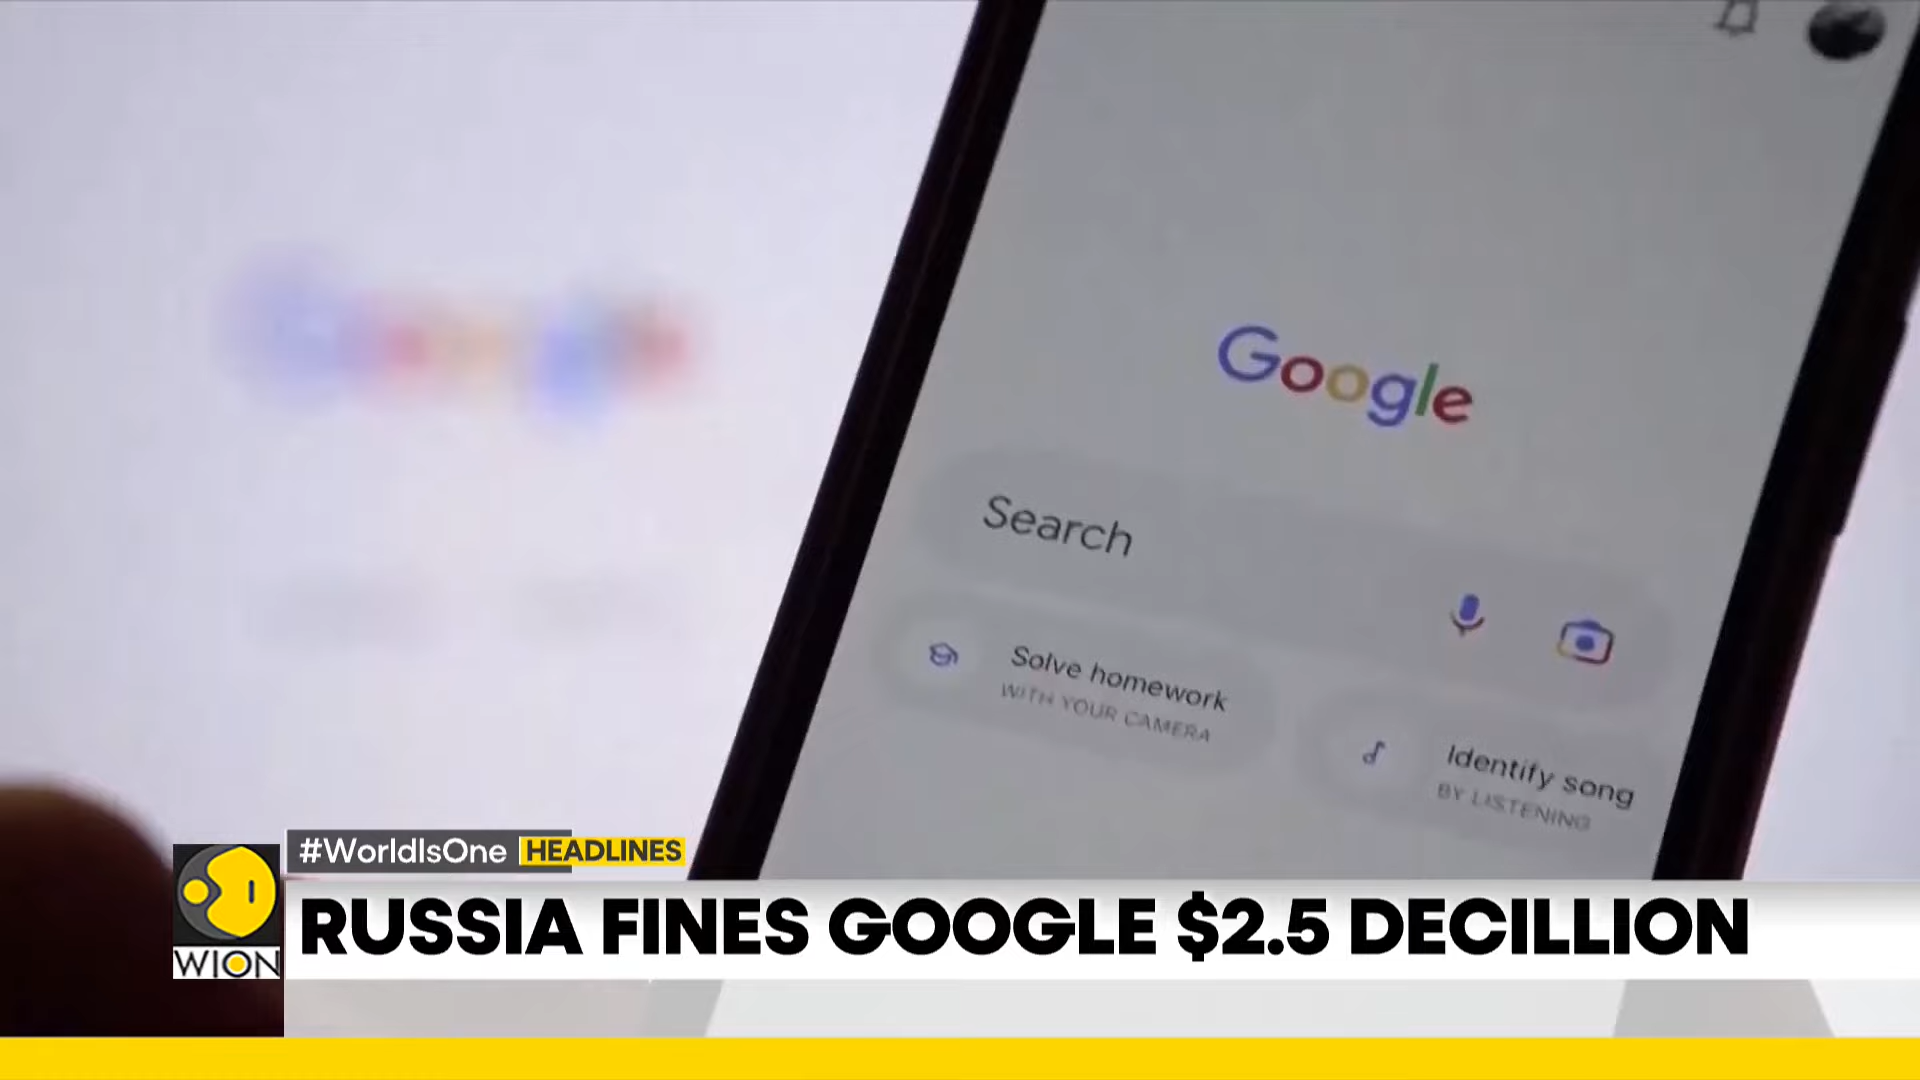 Google
Google
Search
Solve homework
WITH YOUR CAMERA
Identify song
BY LISTENING
#WorldIsOne HEADLINES
WION
RUSSIA FINES GOOGLE $2.5 DECILLION